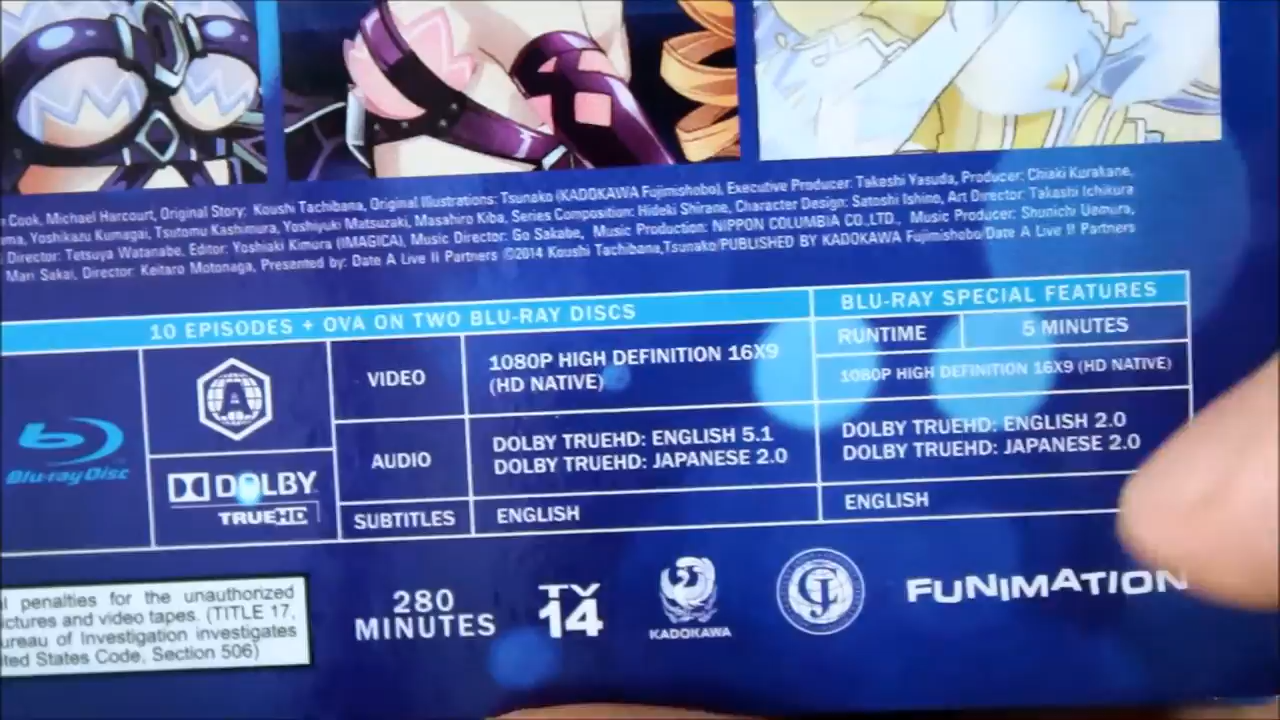 Cook, Michael Harcourt, Original Story: Koushi Tachibana, Original Illustrations: Tsunako (KADOKAWA Fujimishobo), Executive Producer: Takashi Yasuda, Producer: Chiaki Kurakane,
Yoshikazu Kumagai, Tsutomu Kashimura, Yoshiyuki Matsuzaki, Masahiro Kiba, Series Composition: Hideki Shirane, Character Design: Satoshi Ishino, Art Director: Takashi Ichikura
Director: Tetsuya Watanabe, Editor: Yoshiaki Kimura (IMAGICA), Music Director: Go Sakabe, Music Production: NIPPON COLUMBIA CO.,LTD., Music Producer: Shunichi Uemura,
Mari Sakai, Director: Keitaro Motonaga, Presented by: Date A Live II Partners ©2014 Koushi Tachibana,Tsunako/PUBLISHED BY KADOKAWA Fujimishobo/Date A Live II Partners
10 EPISODES + OVA ON TWO BLU-RAY DISCS
BLU-RAY SPECIAL FEATURES
RUNTIME 5 MINUTES
VIDEO
1080P HIGH DEFINITION 16X9
(HD NATIVE)
1080P HIGH DEFINITION 16X9 (HD NATIVE)
A
Blu-ray Disc
DOLBY
TRUEHD
AUDIO
DOLBY TRUEHD: ENGLISH 5.1
DOLBY TRUEHD: JAPANESE 2.0
DOLBY TRUEHD: ENGLISH 2.0
DOLBY TRUEHD: JAPANESE 2.0
SUBTITLES
ENGLISH
ENGLISH
penalties for the unauthorized
and video tapes. (TITLE 17,
of Investigation investigates
States Code, Section 506)
280
MINUTES
TV
14
KADOKAWA
FUNIMATION